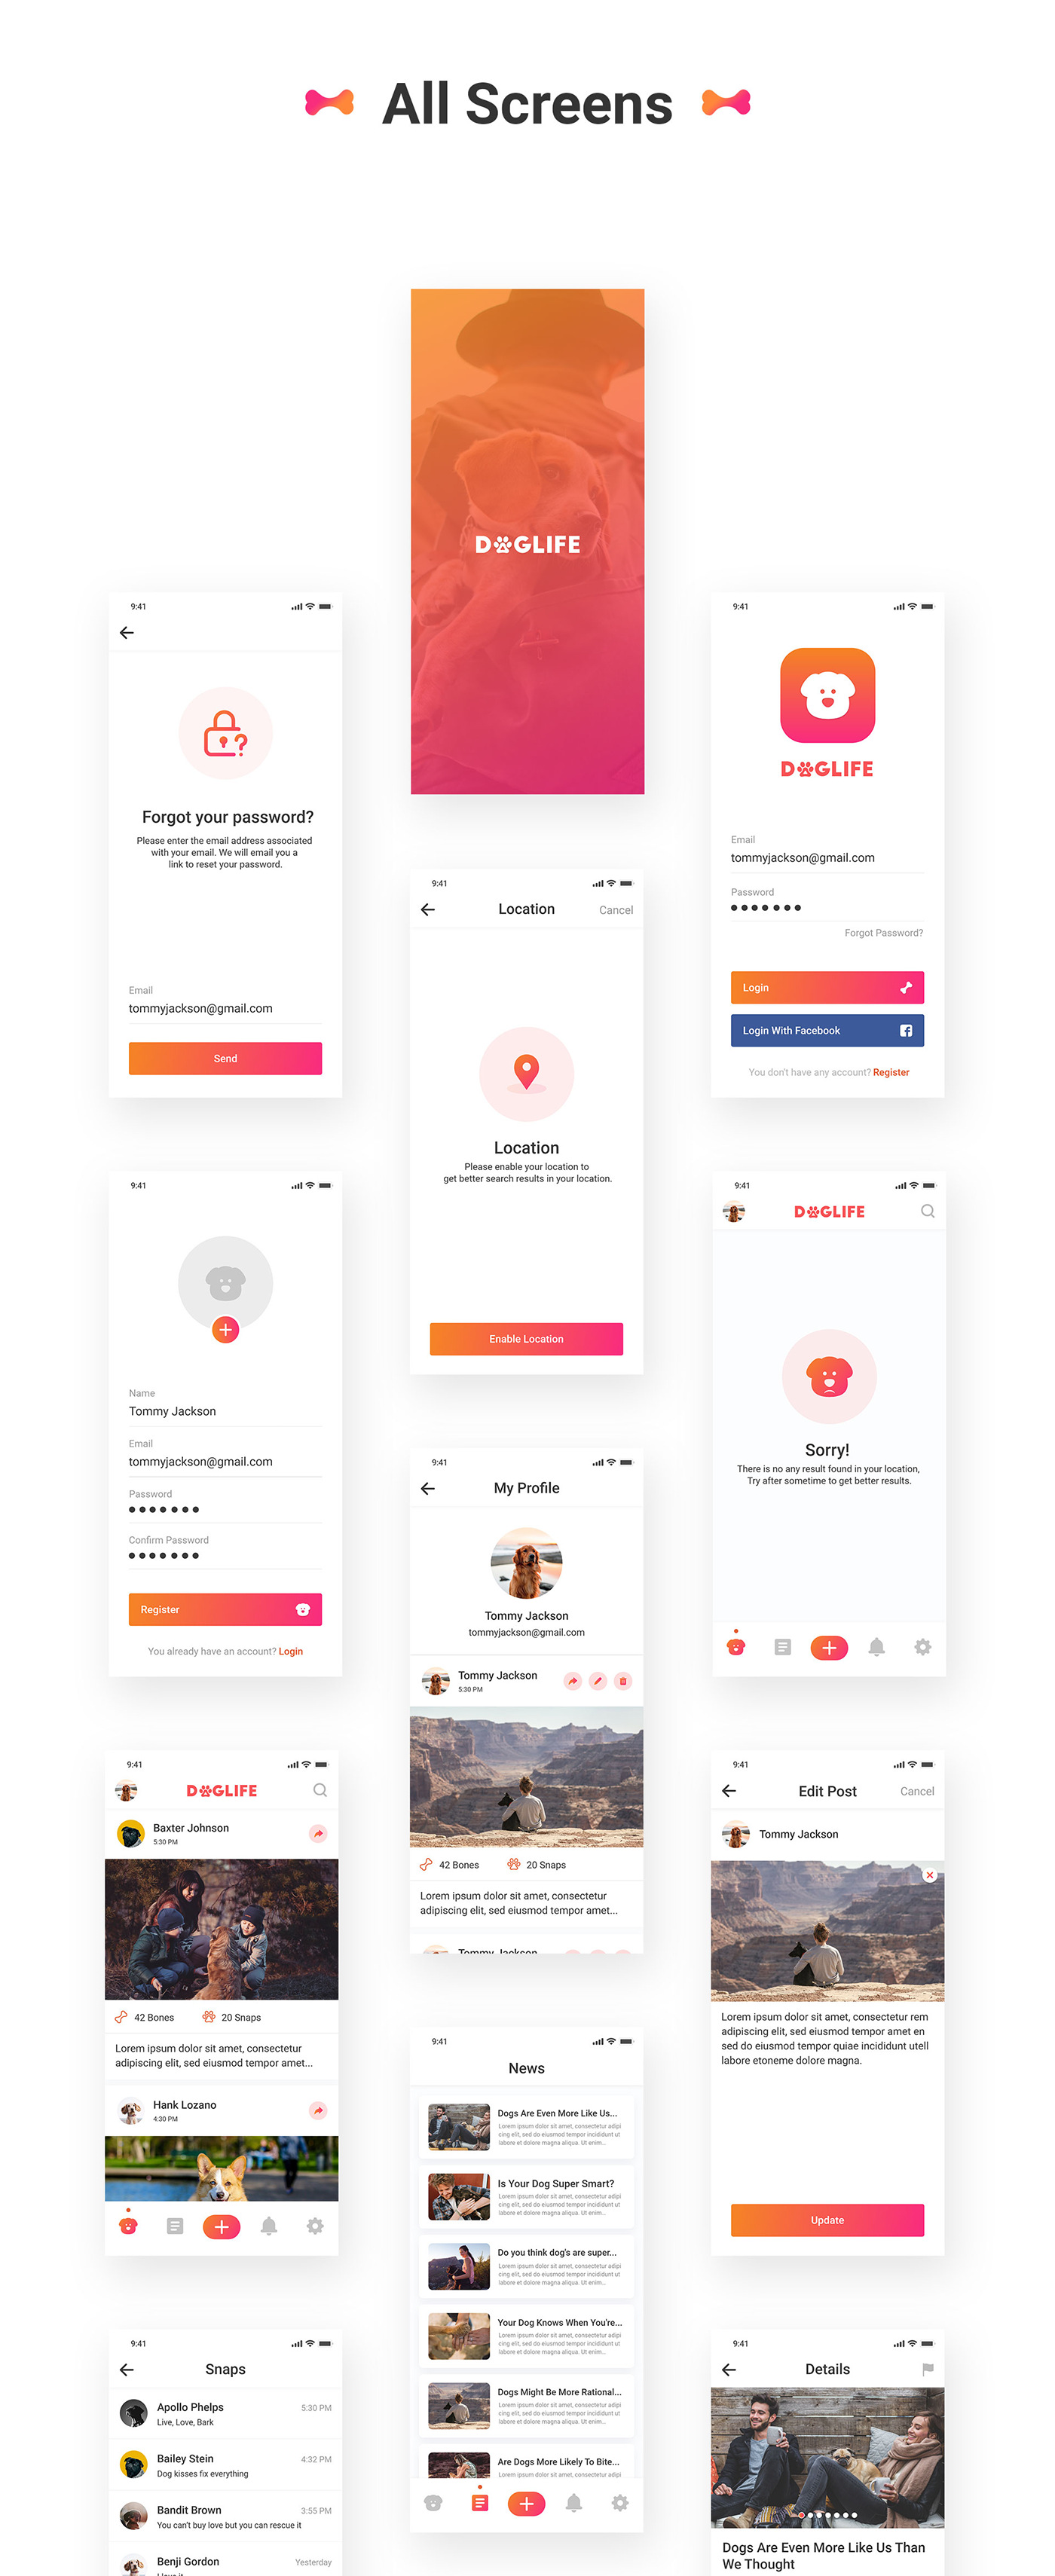 All Screens
DOGLIFE
9:41
Forgot your password?
Please enter the email address associated
with your email. We will email you a
link to reset your password.
Email
tommyjackson@gmail.com
Send
9:41
DOGLIFE
Email
tommyjackson@gmail.com
Password
Forgot Password?
Login
Login With Facebook
You don't have any account? Register
9:41
Location
Cancel
Location
Please enable your location to
get better search results in your location.
Enable Location
9:41
Name
Tommy Jackson
Email
tommyjackson@gmail.com
Password
Confirm Password
Register
You already have an account? Login
9:41
DOGLIFE
Sorry!
There is no any result found in your location,
Try after sometime to get better results.
9:41
My Profile
Tommy Jackson
tommyjackson@gmail.com
Tommy Jackson
5:30 PM
42 Bones
20 Snaps
Lorem ipsum dolor sit amet, consectetur
adipiscing elit, sed eiusmod tempor amet...
Tommy Jackson
9:41
DOGLIFE
Baxter Johnson
5:30 PM
42 Bones
20 Snaps
Lorem ipsum dolor sit amet, consectetur
adipiscing elit, sed eiusmod tempor amet...
Hank Lozano
4:30 PM
9:41
Edit Post
Cancel
Tommy Jackson
Lorem ipsum dolor sit amet, consectetur rem
adipiscing elit, sed eiusmod tempor amet en
sed do eiusmod tempor quiae incididunt utell
labore etoneme dolore magna.
Update
9:41
News
Dogs Are Even More Like Us...
Lorem ipsum dolor sit amet, consectetur adipi
cing elit, sed do eiusmod tempor incididunt ut
labore et dolore magna aliqua. Ut enim...
Is Your Dog Super Smart?
Lorem ipsum dolor sit amet, consectetur adipi
cing elit, sed do eiusmod tempor incididunt ut
labore et dolore magna aliqua. Ut enim...
Do you think dog's are super...
Lorem ipsum dolor sit amet, consectetur adipi
cing elit, sed do eiusmod tempor incididunt ut
labore et dolore magna aliqua. Ut enim...
Your Dog Knows When You're...
Lorem ipsum dolor sit amet, consectetur adipi
cing elit, sed do eiusmod tempor incididunt ut
labore et dolore magna aliqua. Ut enim...
Dogs Might Be More Rational...
Lorem ipsum dolor sit amet, consectetur adipi
cing elit, sed do eiusmod tempor incididunt ut
labore et dolore magna aliqua. Ut enim...
Are Dogs More Likely To Bite...
Lorem ipsum dolor sit amet, consectetur adipi
9:41
Snaps
Apollo Phelps
5:30 PM
Live, Love, Bark
Bailey Stein
4:32 PM
Dog kisses fix everything
Bandit Brown
3:55 PM
You can't buy love but you can rescue it
Benji Gordon
Yesterday
9:41
Details
Dogs Are Even More Like Us Than
We Thought